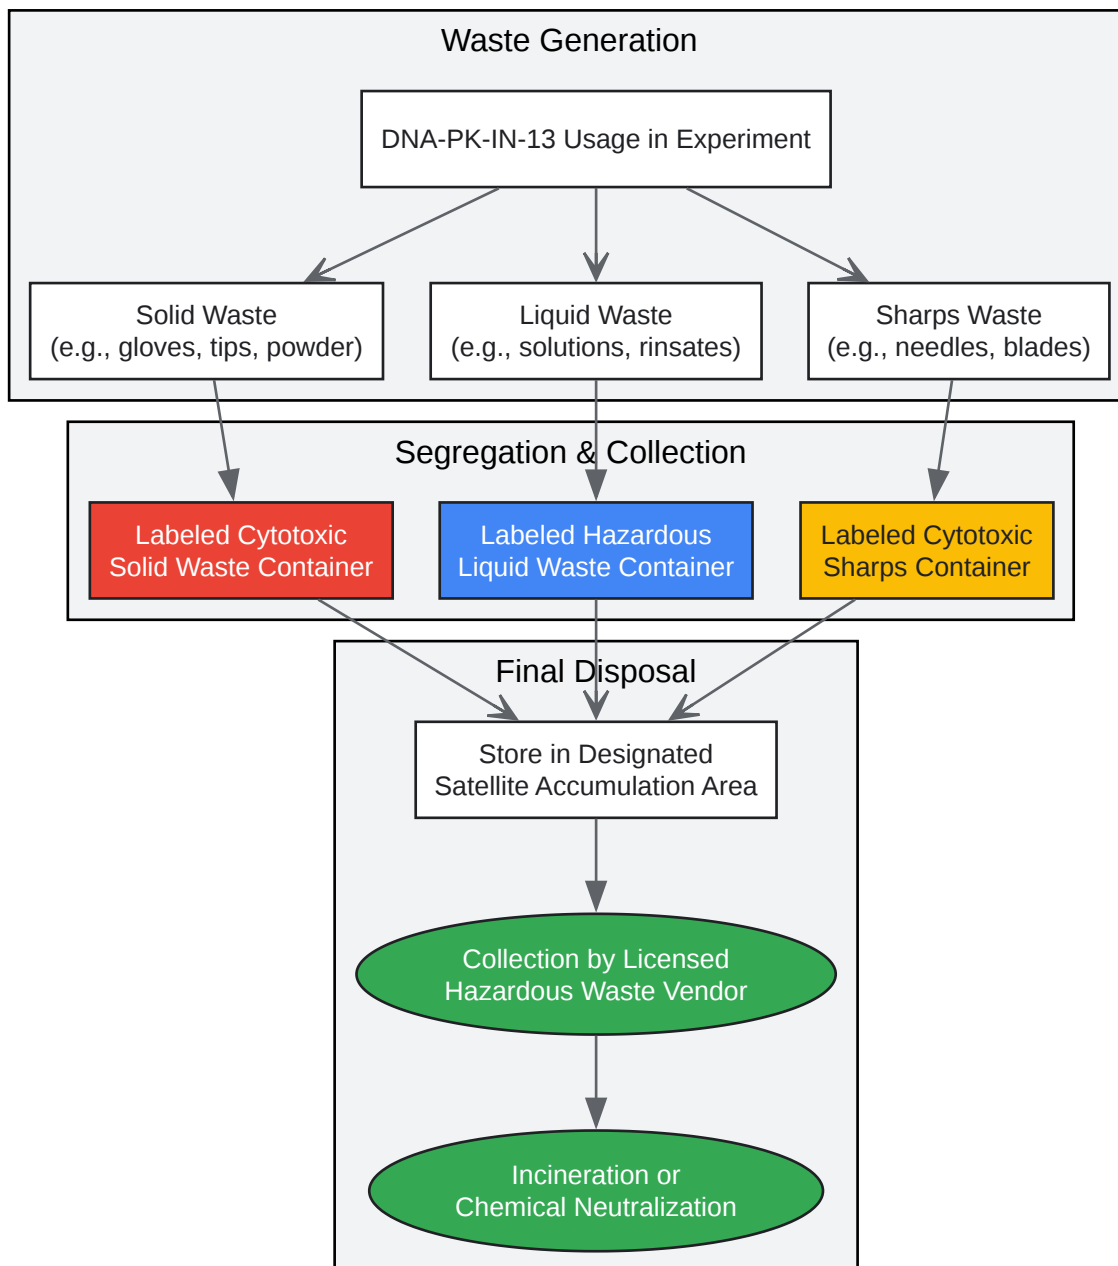 Waste Generation
DNA-PK-IN-13 Usage in Experiment
Solid Waste
(e.g., gloves, tips, powder)
Liquid Waste
(e.g., solutions, rinsates)
Sharps Waste
(e.g., needles, blades)
Segregation & Collection
Labeled Cytotoxic
Solid Waste Container
Labeled Hazardous
Liquid Waste Container
Labeled Cytotoxic
Sharps Container
Final Disposal
Store in Designated
Satellite Accumulation Area
Collection by Licensed
Hazardous Waste Vendor
Incineration or
Chemical Neutralization